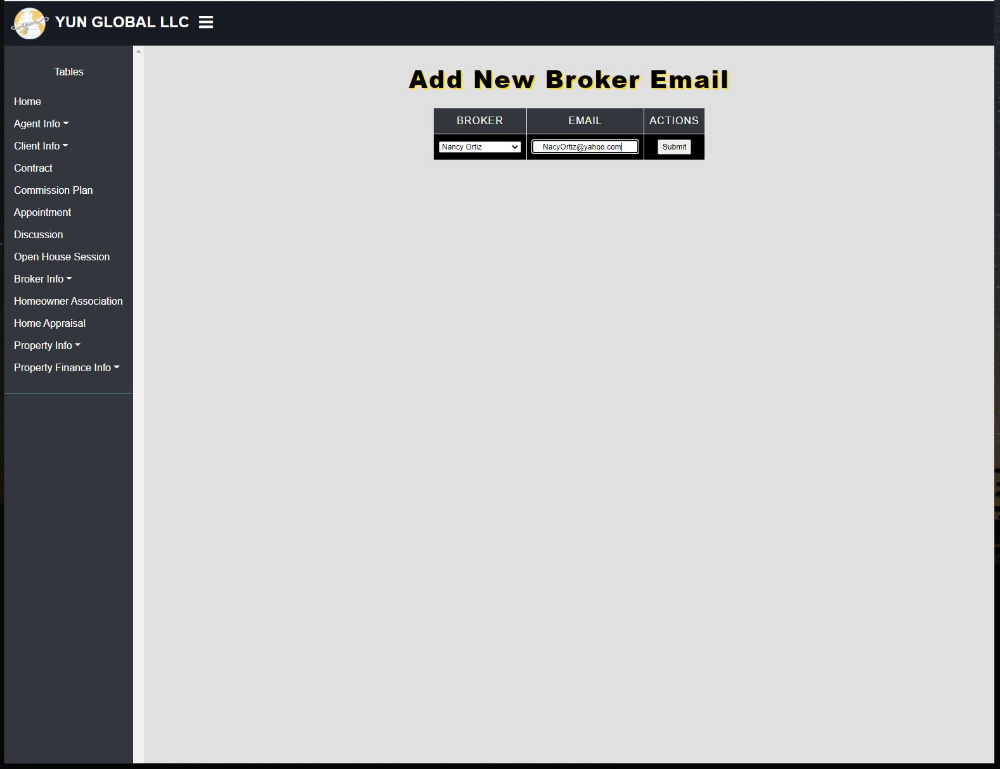 YUN GLOBAL LLC
Tables
Home
Agent Info
Client Info
Contract
Commission Plan
Appointment
Discussion
Open House Session
Broker Info
Homeowner Association
Home Appraisal
Property Info
Property Finance Info
Add New Broker Email
BROKER EMAIL ACTIONS
Nancy Ortiz NacyOrtiz@yahoo.com Submit